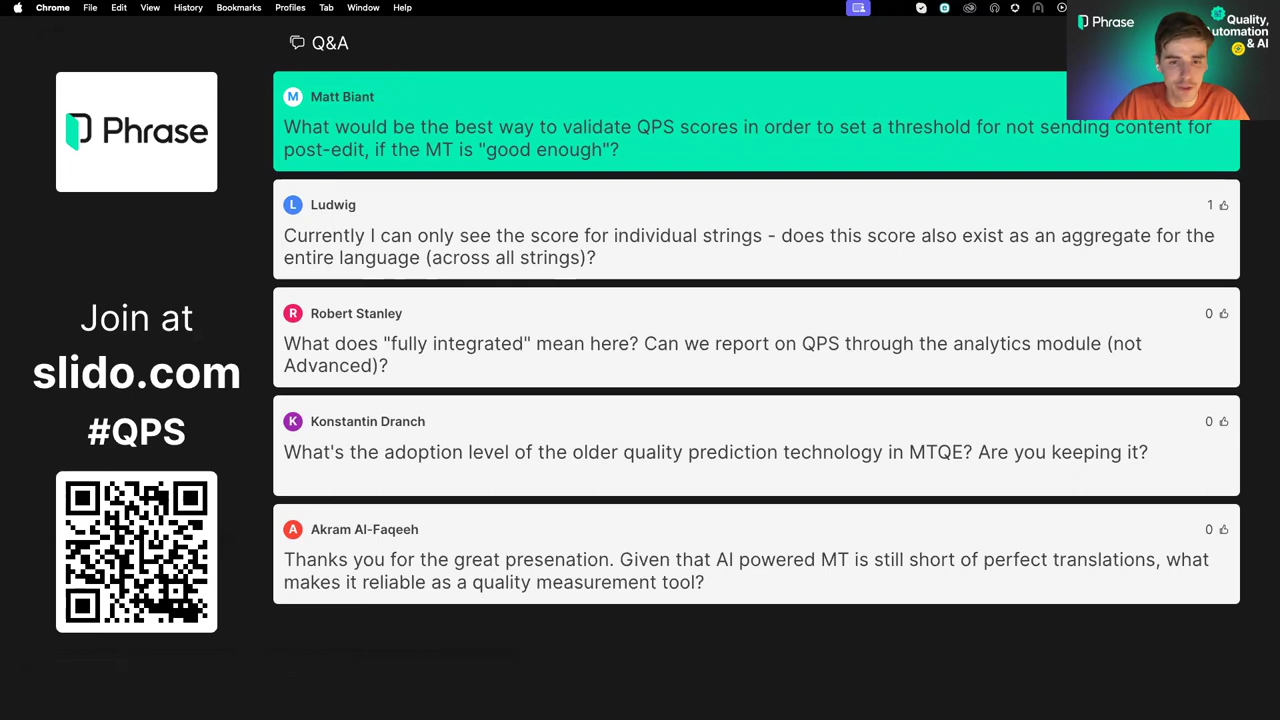 Chrome File Edit View History Bookmarks Profiles Tab Window Help
Phrase
Quality,
Automation
& AI
Q&A
Phrase
Join at
slido.com
#QPS
M Matt Biant
What would be the best way to validate QPS scores in order to set a threshold for not sending content for
post-edit, if the MT is "good enough"?
L Ludwig 1
Currently I can only see the score for individual strings - does this score also exist as an aggregate for the
entire language (across all strings)?
R Robert Stanley 0
What does "fully integrated" mean here? Can we report on QPS through the analytics module (not
Advanced)?
K Konstantin Dranch 0
What's the adoption level of the older quality prediction technology in MTQE? Are you keeping it?
A Akram Al-Faqeeh 0
Thanks you for the great presenation. Given that AI powered MT is still short of perfect translations, what
makes it reliable as a quality measurement tool?